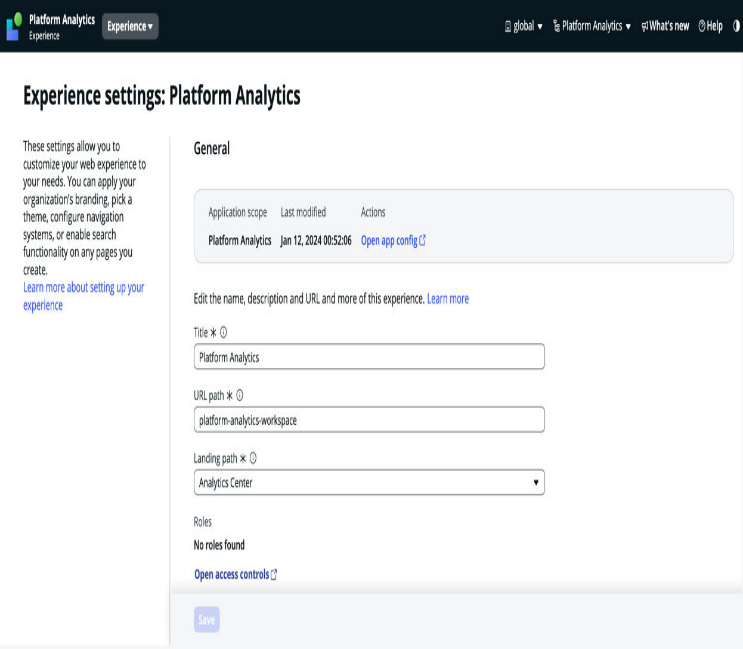 Platform Analytics
Experience
Experience ▾
global ▾
Platform Analytics ▾
What's new
Help
Experience settings: Platform Analytics
These settings allow you to
customize your web experience to
your needs. You can apply your
organization's branding, pick a
theme, configure navigation
systems, or enable search
functionality on any pages you
create.
Learn more about setting up your
experience
General
Application scope Last modified Actions
Platform Analytics Jan 12, 2024 00:52:06 Open app config
Edit the name, description and URL and more of this experience. Learn more
Title *
Platform Analytics
URL path *
platform-analytics-workspace
Landing path *
Analytics Center
Roles
No roles found
Open access controls
Save